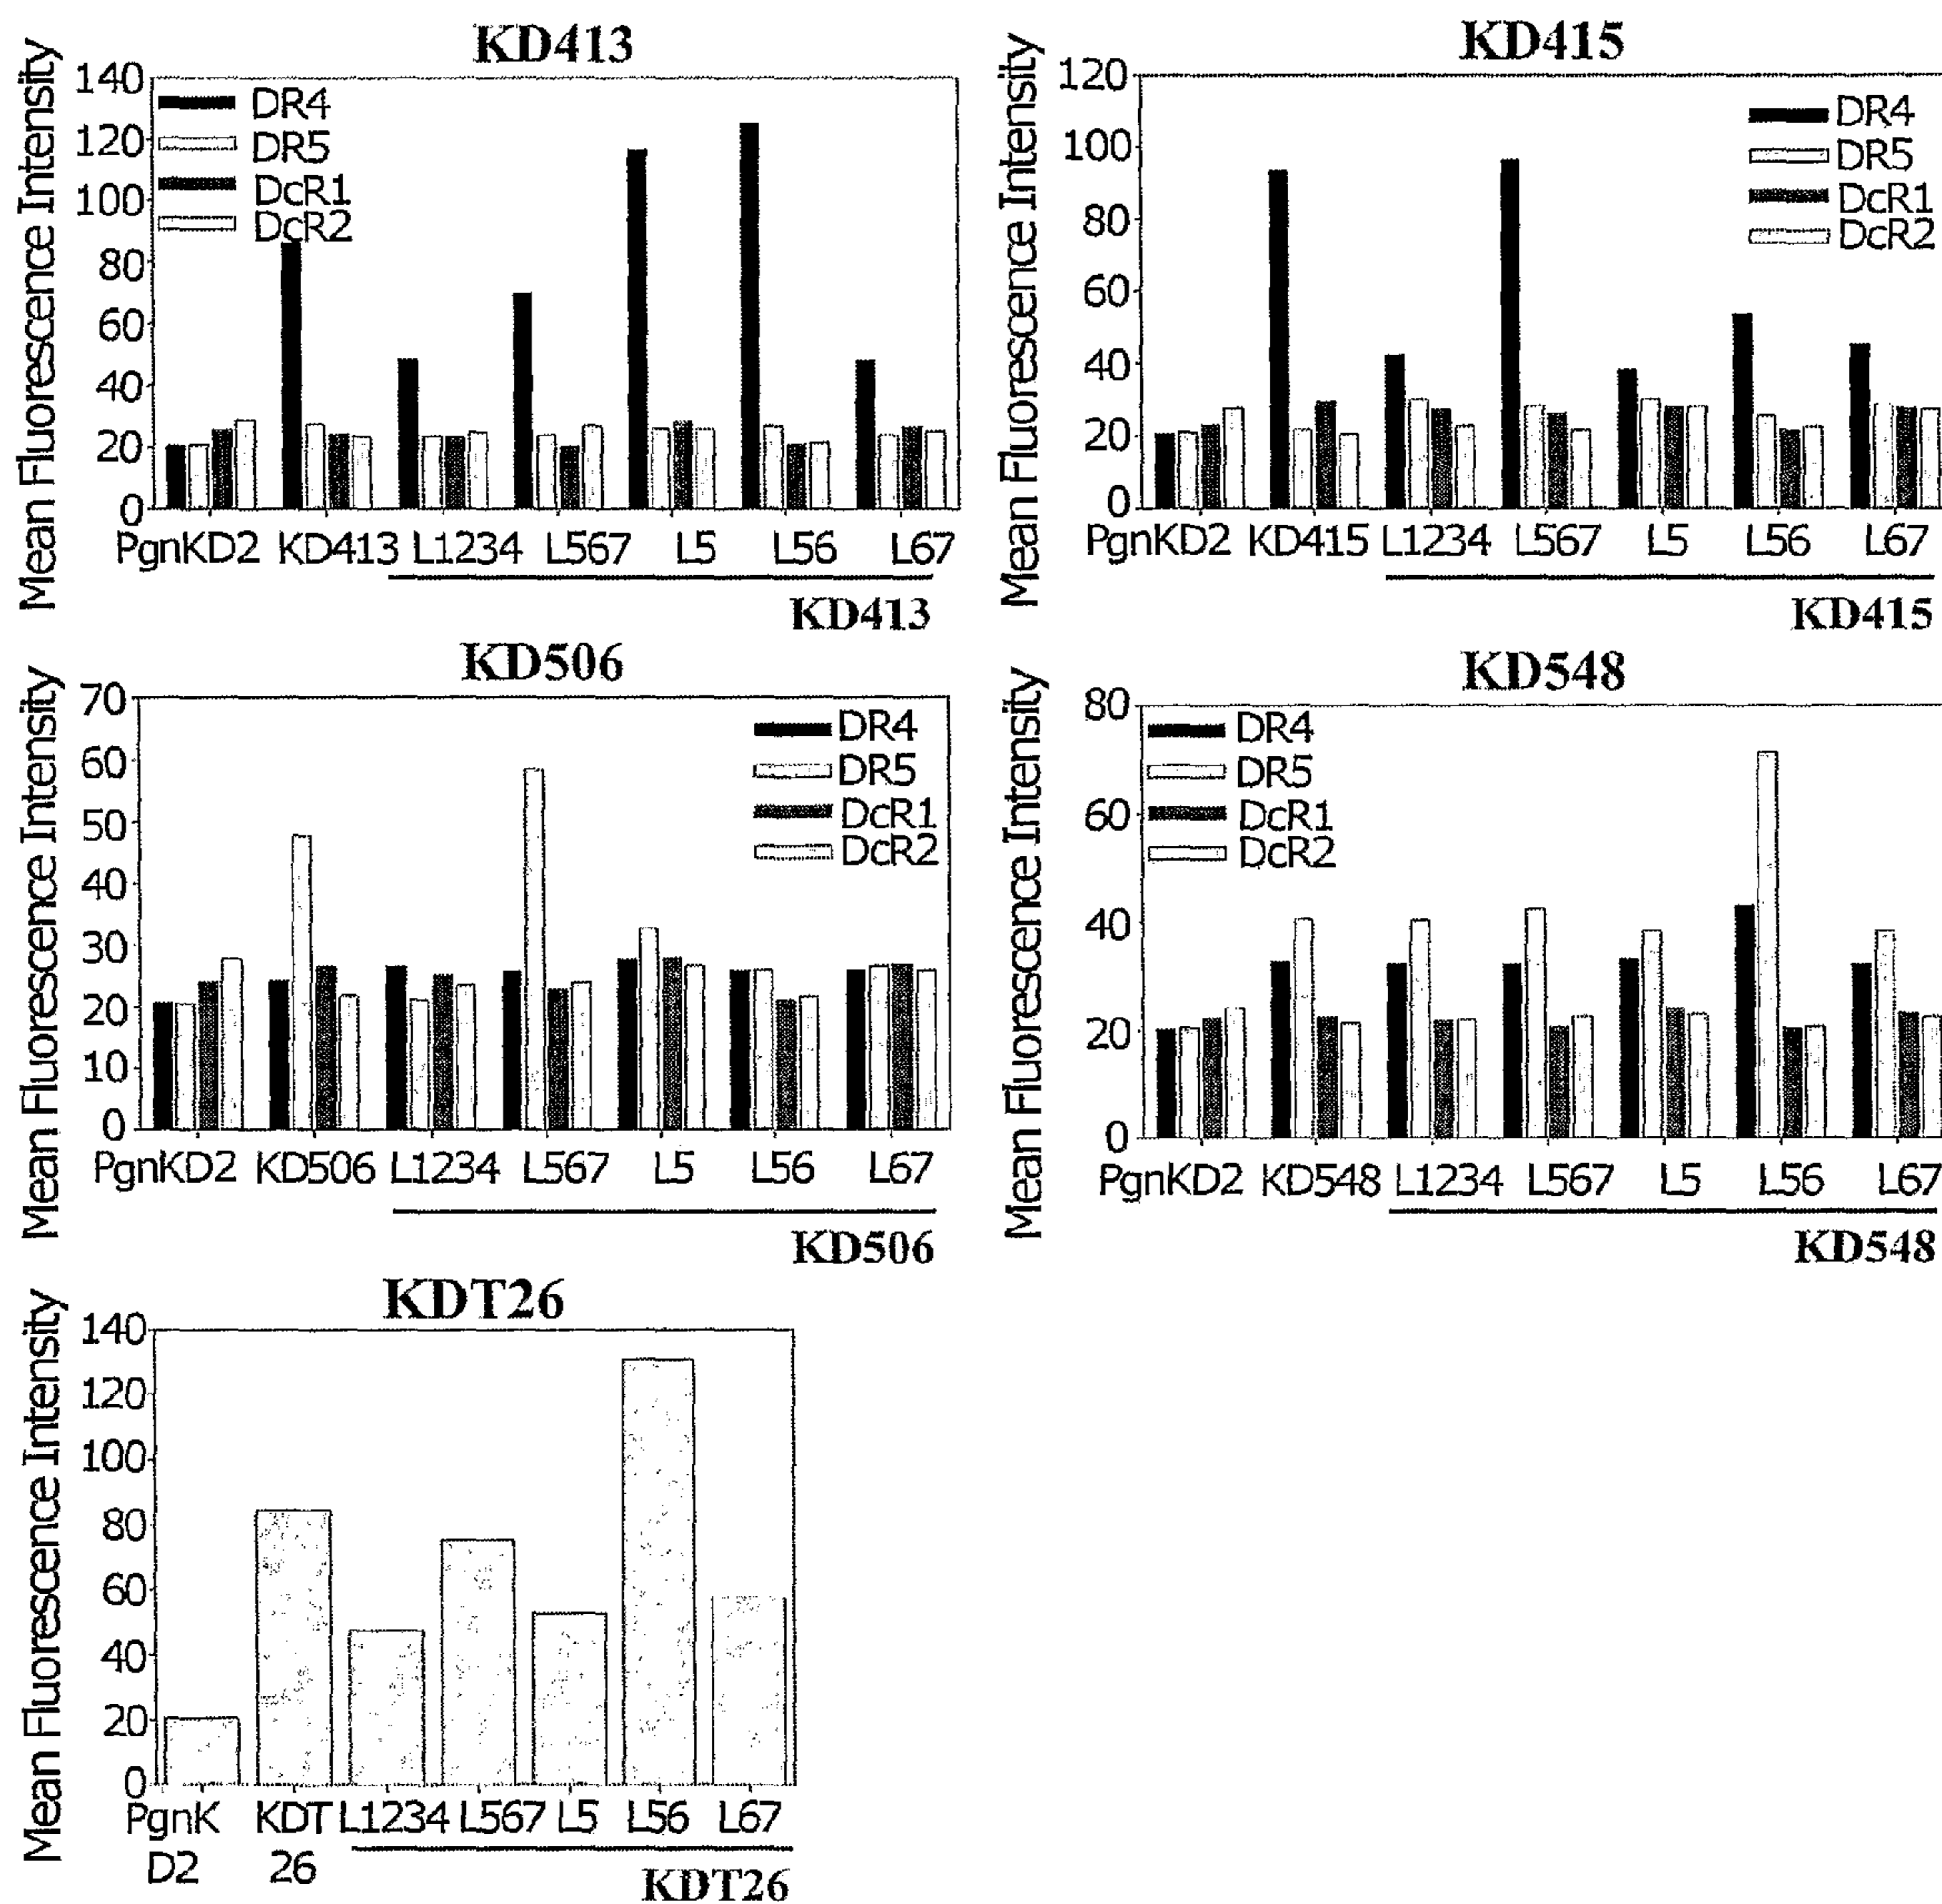 KD413
Mean Fluorescence Intensity
140
120
100
80
60
40
20
0
DR4
DR5
DcR1
DcR2
PgnKD2 KD413 L1234 L567 L5 L56 L67
KD413
KD415
Mean Fluorescence Intensity
120
100
80
60
40
20
0
DR4
DR5
DcR1
DcR2
PgnKD2 KD415 L1234 L567 L5 L56 L67
KD415
KD506
Mean Fluorescence Intensity
70
60
50
40
30
20
10
0
DR4
DR5
DcR1
DcR2
PgnKD2 KD506 L1234 L567 L5 L56 L67
KD506
KD548
Mean Fluorescence Intensity
80
60
40
20
0
DR4
DR5
DcR1
DcR2
PgnKD2 KD548 L1234 L567 L5 L56 L67
KD548
KDT26
Mean Fluorescence Intensity
140
120
100
80
60
40
20
0
PgnK KDT L1234 L567 L5 L56 L67
D2 26
KDT26